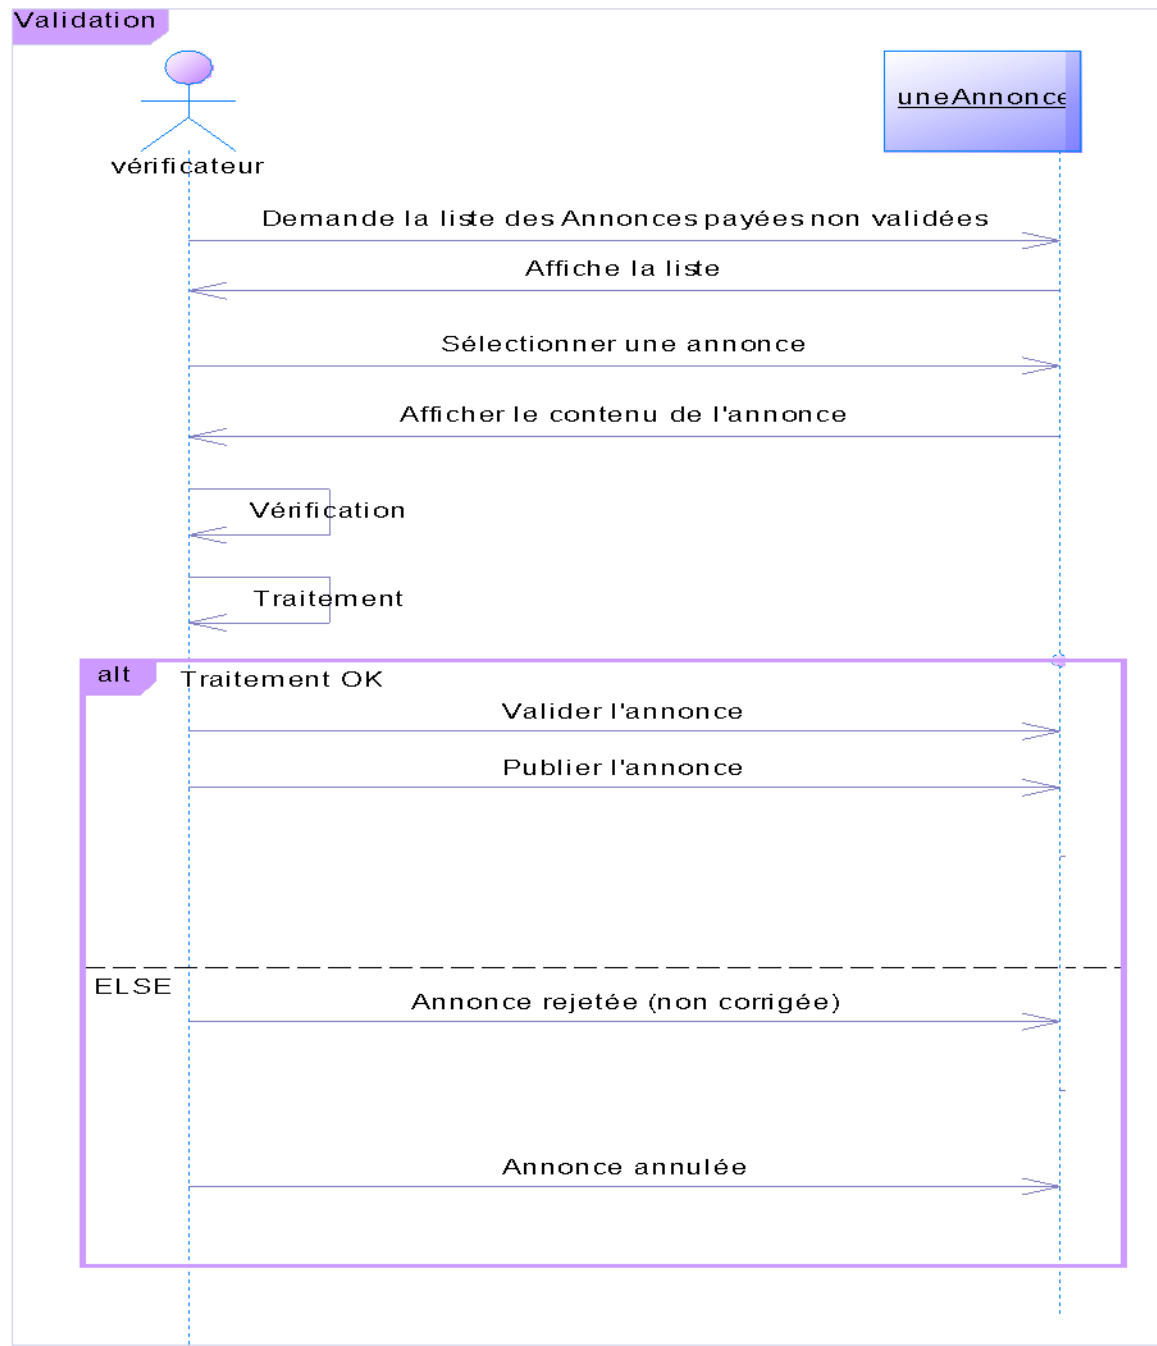 Validation
uneAnnonce
vérificateur
Demande la liste des Annonces payées non validées
Affiche la liste
Sélectionner une annonce
Afficher le contenu de l'annonce
Vérification
Traitement
alt
Traitement OK
Valider l'annonce
Publier l'annonce
ELSE
Annonce rejetée (non corrigée)
Annonce annulée